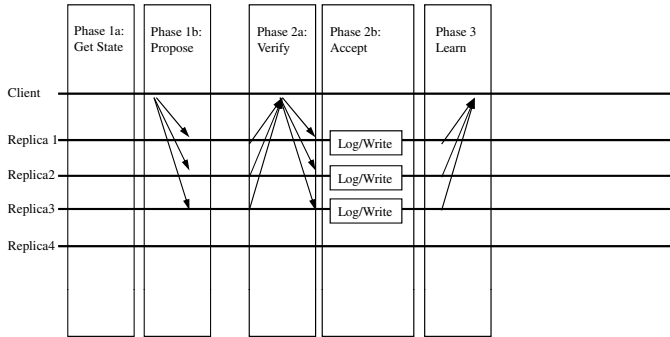 Phase 1a:
Get State
Phase 1b:
Propose
Phase 2a:
Verify
Phase 2b:
Accept
Phase 3
Learn
Client
Replica 1
Log/Write
Replica2
Log/Write
Replica3
Log/Write
Replica4